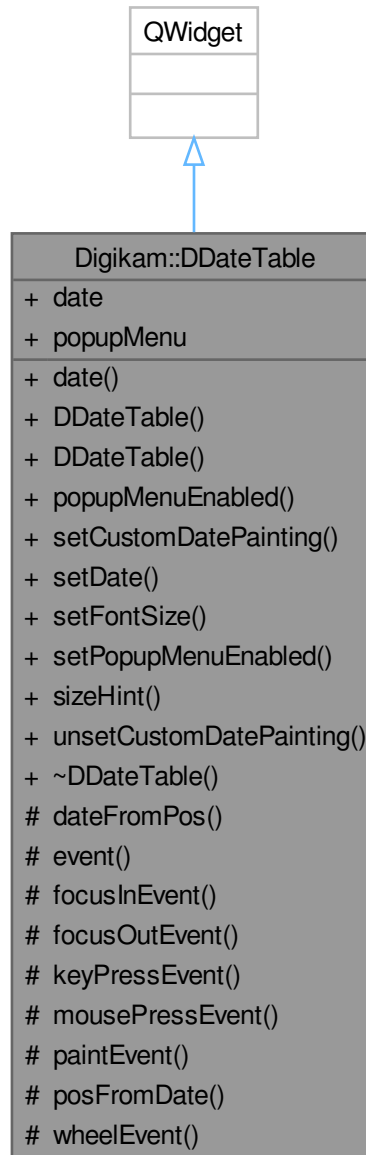 QWidget
Digikam::DDateTable
+ date
+ popupMenu
+ date()
+ DDateTable()
+ DDateTable()
+ popupMenuEnabled()
+ setCustomDatePainting()
+ setDate()
+ setFontSize()
+ setPopupMenuEnabled()
+ sizeHint()
+ unsetCustomDatePainting()
+ ~DDateTable()
# dateFromPos()
# event()
# focusInEvent()
# focusOutEvent()
# keyPressEvent()
# mousePressEvent()
# paintEvent()
# posFromDate()
# wheelEvent()